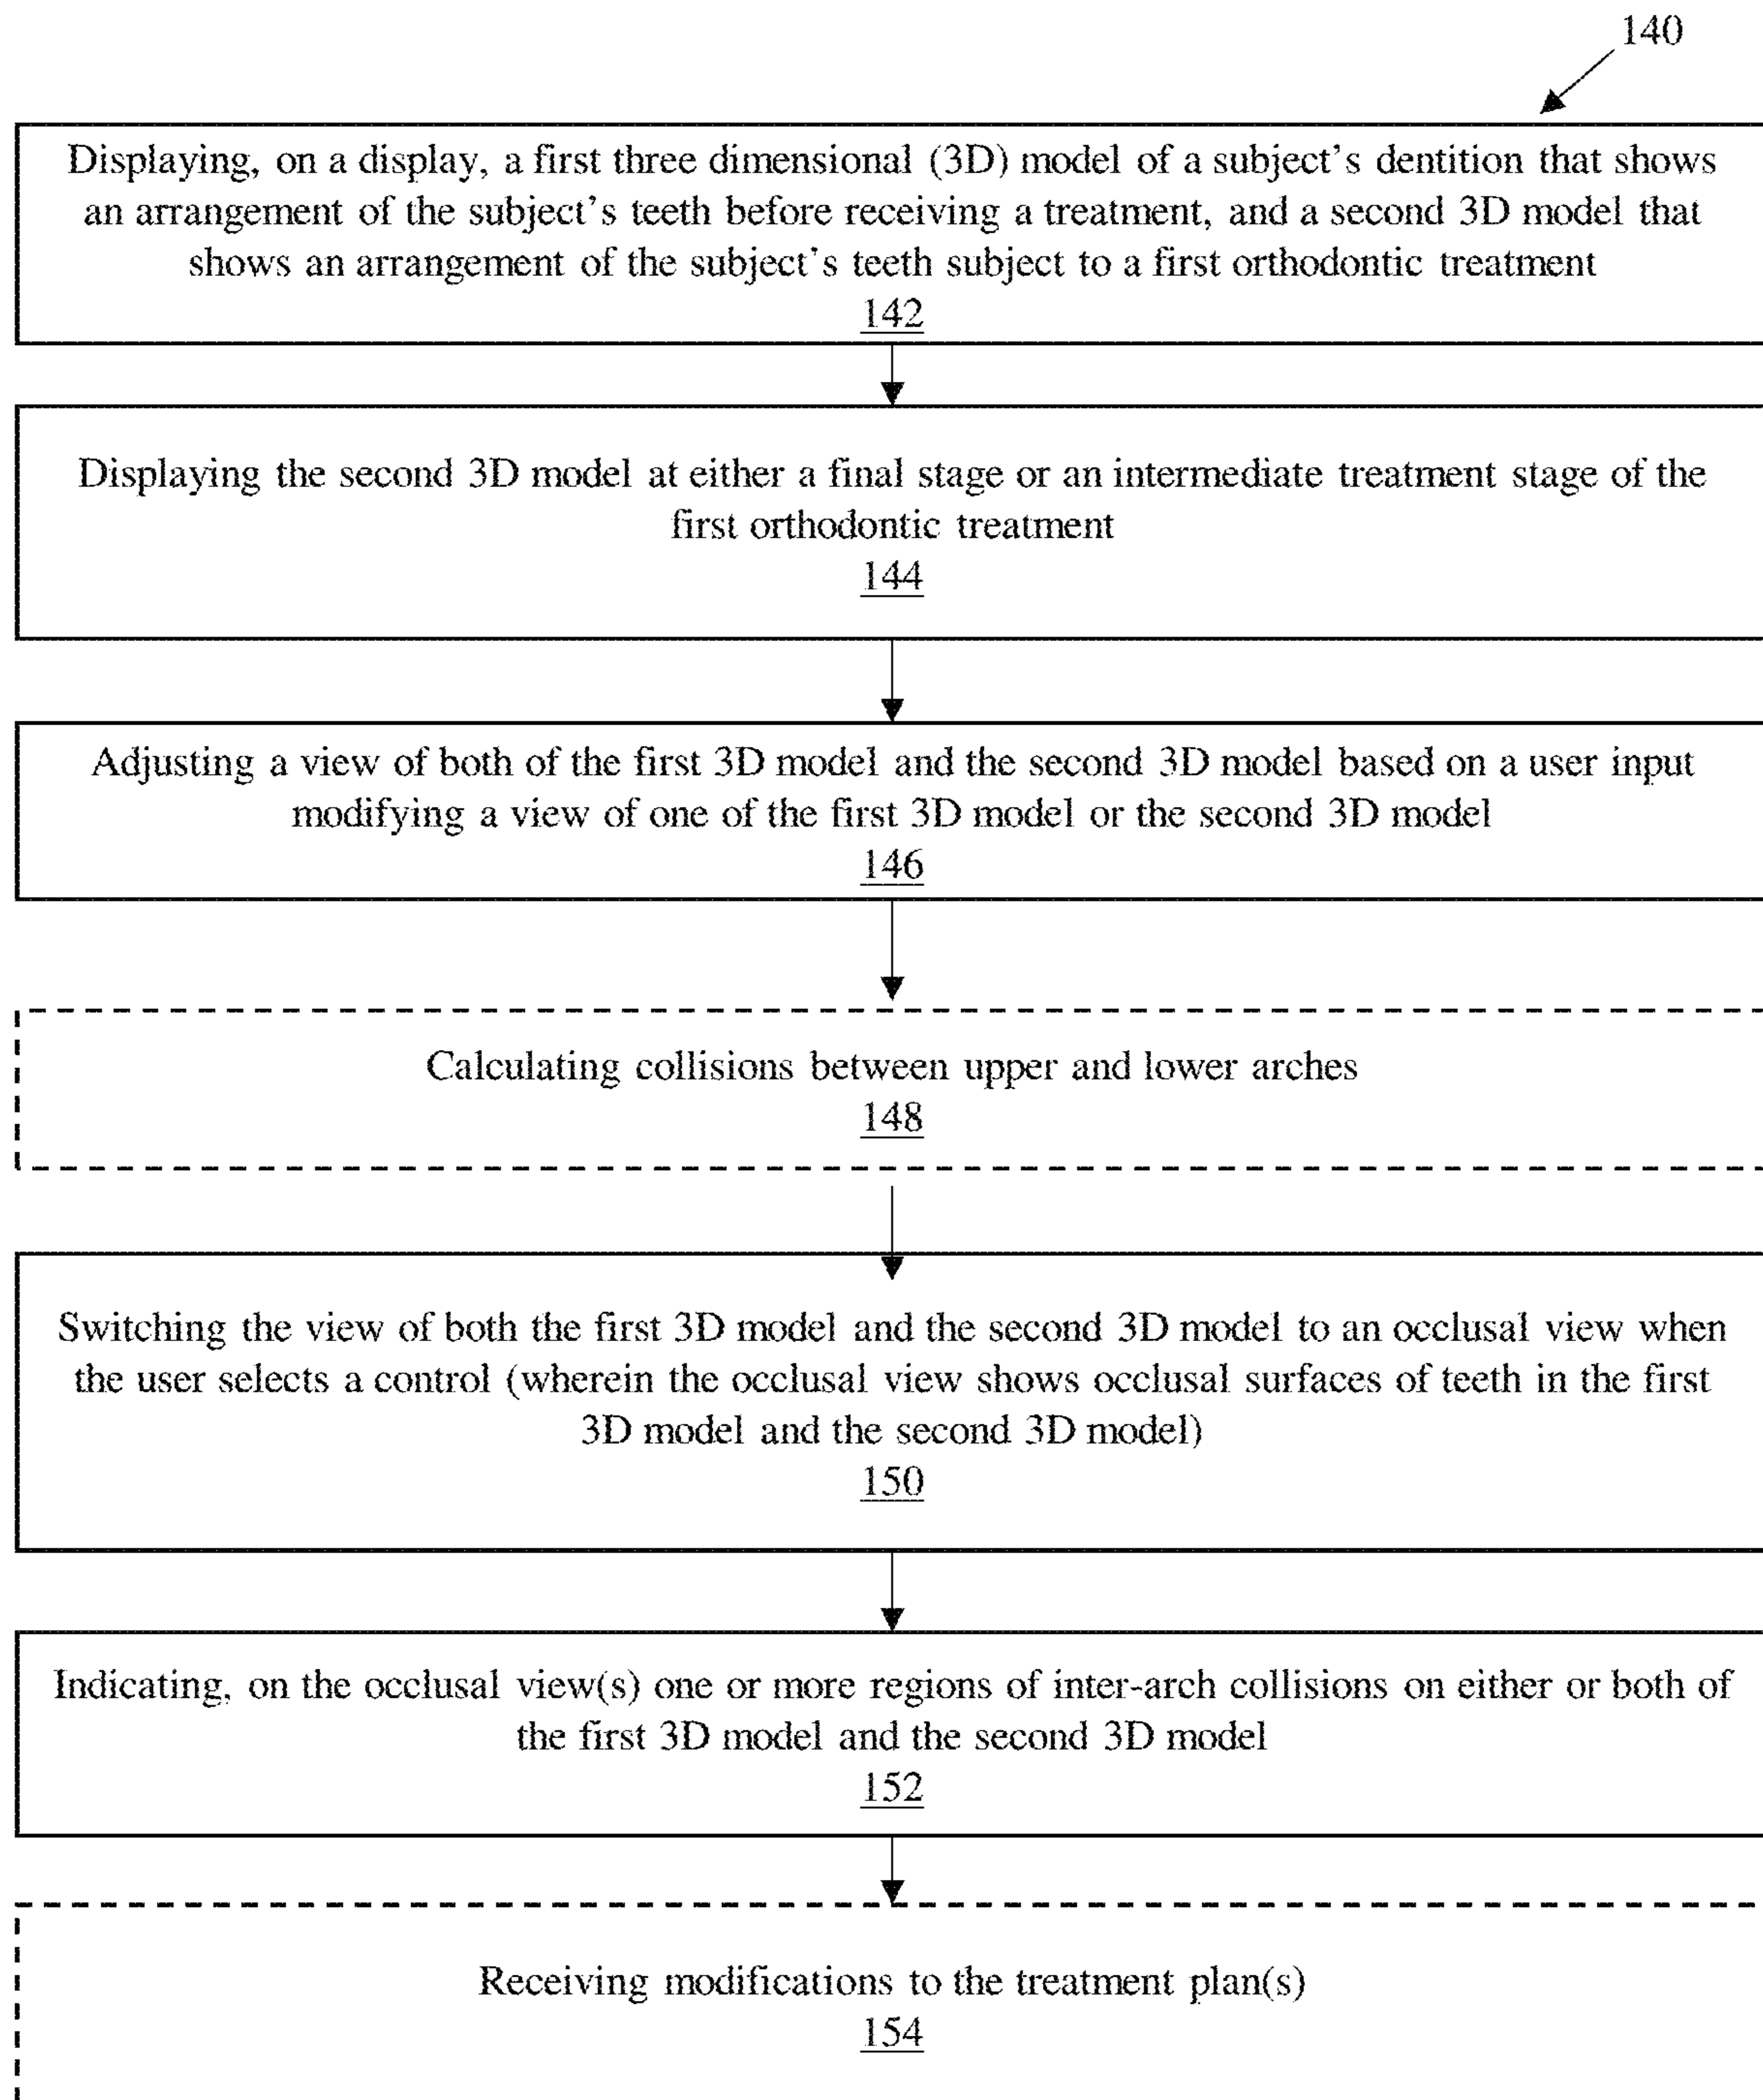 140
Displaying, on a display, a first three dimensional (3D) model of a subject's dentition that shows
an arrangement of the subject's teeth before receiving a treatment, and a second 3D model that
shows an arrangement of the subject's teeth subject to a first orthodontic treatment
142
Displaying the second 3D model at either a final stage or an intermediate treatment stage of the
first orthodontic treatment
144
Adjusting a view of both of the first 3D model and the second 3D model based on a user input
modifying a view of one of the first 3D model or the second 3D model
146
Calculating collisions between upper and lower arches
148
Switching the view of both the first 3D model and the second 3D model to an occlusal view when
the user selects a control (wherein the occlusal view shows occlusal surfaces of teeth in the first
3D model and the second 3D model)
150
Indicating, on the occlusal view(s) one or more regions of inter-arch collisions on either or both of
the first 3D model and the second 3D model
152
Receiving modifications to the treatment plan(s)
154